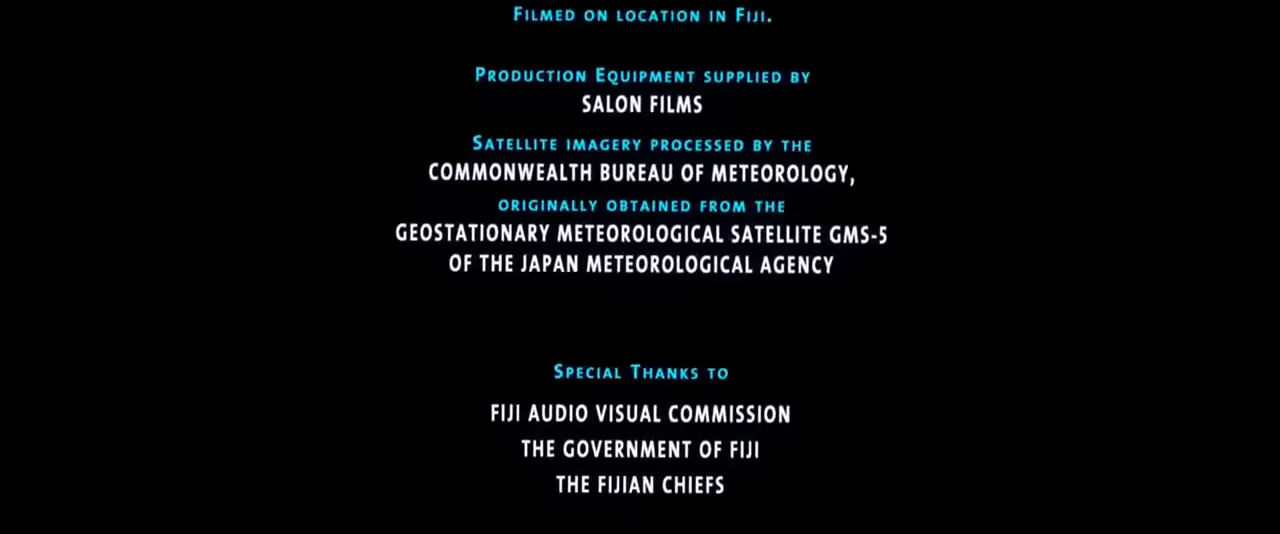 FILMED ON LOCATION IN FIJI.
PRODUCTION EQUIPMENT SUPPLIED BY
SALON FILMS
SATELLITE IMAGERY PROCESSED BY THE
COMMONWEALTH BUREAU OF METEOROLOGY,
ORIGINALLY OBTAINED FROM THE
GEOSTATIONARY METEOROLOGICAL SATELLITE GMS-5
OF THE JAPAN METEOROLOGICAL AGENCY
SPECIAL THANKS TO
FIJI AUDIO VISUAL COMMISSION
THE GOVERNMENT OF FIJI
THE FIJIAN CHIEFS